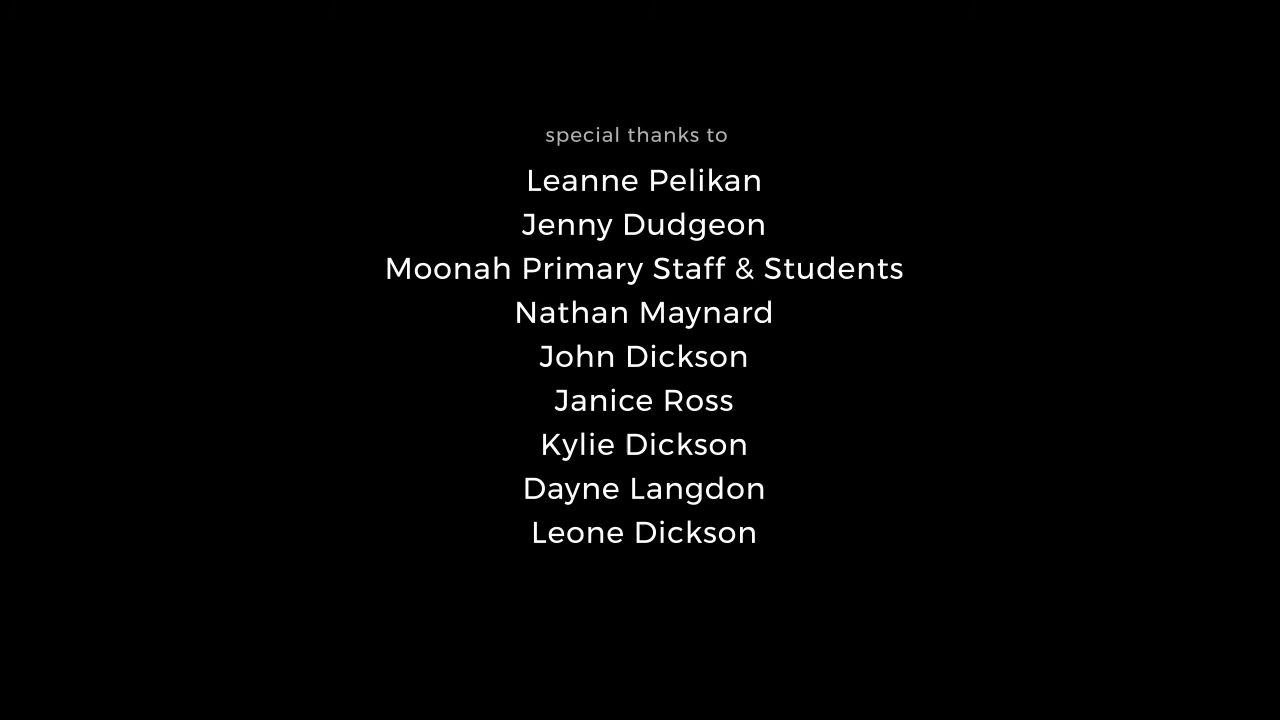 special thanks to
Leanne Pelikan
Jenny Dudgeon
Moonah Primary Staff & Students
Nathan Maynard
John Dickson
Janice Ross
Kylie Dickson
Dayne Langdon
Leone Dickson